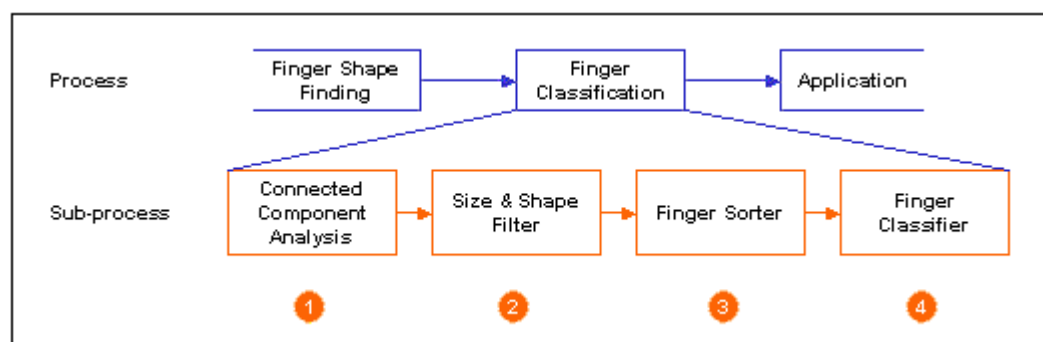 Process
Finger Shape
Finding
Finger
Classification
Application
Sub-process
Connected
Component
Analysis
Size & Shape
Filter
Finger Sorter
Finger
Classifier
1
2
3
4